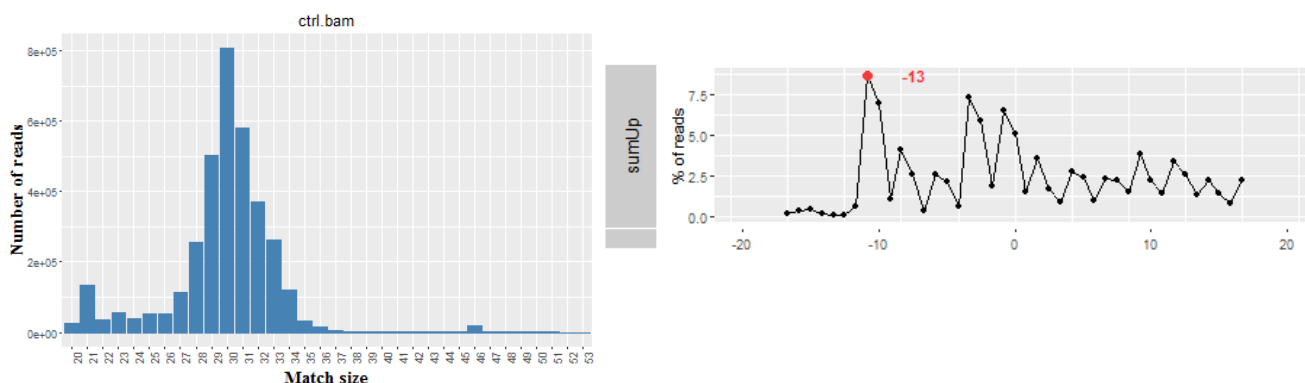 ctrl.bam
Number of reads
8e+05
6e+05
4e+05
2e+05
0e+00
20 21 22 23 24 25 26 27 28 29 30 31 32 33 34 35 36 37 38 39 40 41 42 43 44 45 46 47 48 49 50 51 52 53
Match size
sumUp
% of reads
7.5
5.0
2.5
0.0
-13
-20 -10 0 10 20